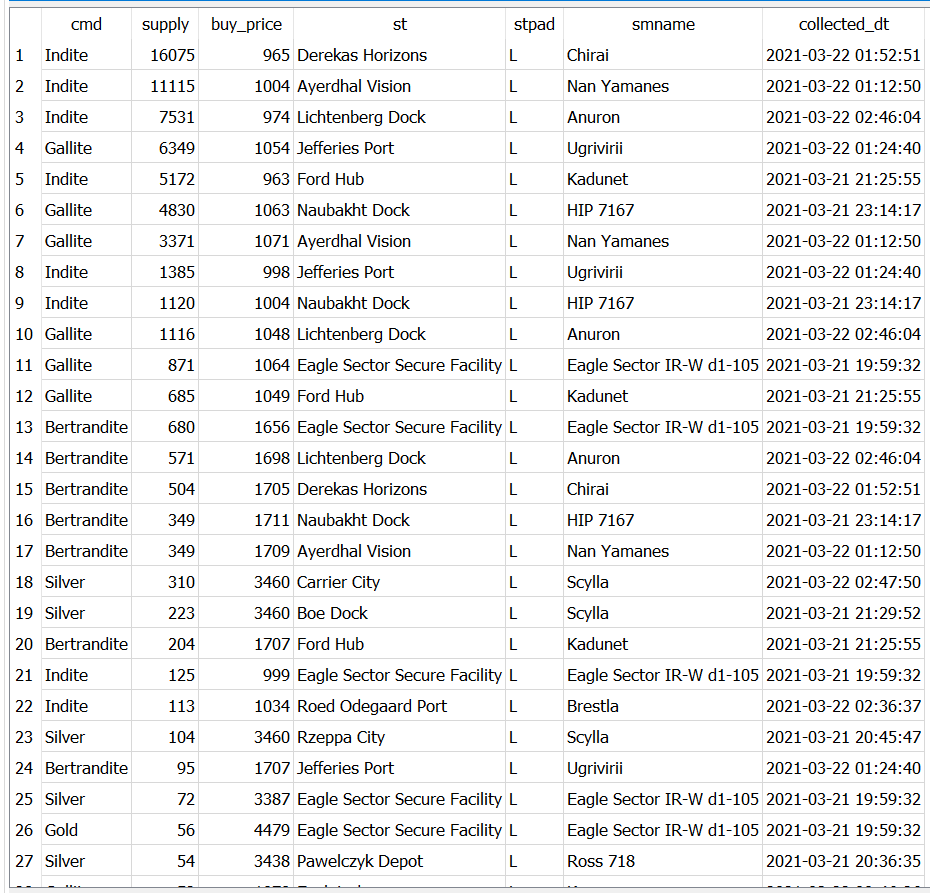 cmd supply buy_price st stpad smname collected_dt
1 Indite 16075 965 Derekas Horizons L Chirai 2021-03-22 01:52:51
2 Indite 11115 1004 Ayerdhal Vision L Nan Yamanes 2021-03-22 01:12:50
3 Indite 7531 974 Lichtenberg Dock L Anuron 2021-03-22 02:46:04
4 Gallite 6349 1054 Jefferies Port L Ugrivirii 2021-03-22 01:24:40
5 Indite 5172 963 Ford Hub L Kadunet 2021-03-21 21:25:55
6 Gallite 4830 1063 Naubakht Dock L HIP 7167 2021-03-21 23:14:17
7 Gallite 3371 1071 Ayerdhal Vision L Nan Yamanes 2021-03-22 01:12:50
8 Indite 1385 998 Jefferies Port L Ugrivirii 2021-03-22 01:24:40
9 Indite 1120 1004 Naubakht Dock L HIP 7167 2021-03-21 23:14:17
10 Gallite 1116 1048 Lichtenberg Dock L Anuron 2021-03-22 02:46:04
11 Gallite 871 1064 Eagle Sector Secure Facility L Eagle Sector IR-W d1-105 2021-03-21 19:59:32
12 Gallite 685 1049 Ford Hub L Kadunet 2021-03-21 21:25:55
13 Bertrandite 680 1656 Eagle Sector Secure Facility L Eagle Sector IR-W d1-105 2021-03-21 19:59:32
14 Bertrandite 571 1698 Lichtenberg Dock L Anuron 2021-03-22 02:46:04
15 Bertrandite 504 1705 Derekas Horizons L Chirai 2021-03-22 01:52:51
16 Bertrandite 349 1711 Naubakht Dock L HIP 7167 2021-03-21 23:14:17
17 Bertrandite 349 1709 Ayerdhal Vision L Nan Yamanes 2021-03-22 01:12:50
18 Silver 310 3460 Carrier City L Scylla 2021-03-22 02:47:50
19 Silver 223 3460 Boe Dock L Scylla 2021-03-21 21:29:52
20 Bertrandite 204 1707 Ford Hub L Kadunet 2021-03-21 21:25:55
21 Indite 125 999 Eagle Sector Secure Facility L Eagle Sector IR-W d1-105 2021-03-21 19:59:32
22 Indite 113 1034 Roed Odegaard Port L Brestla 2021-03-22 02:36:37
23 Silver 104 3460 Rzeppa City L Scylla 2021-03-21 20:45:47
24 Bertrandite 95 1707 Jefferies Port L Ugrivirii 2021-03-22 01:24:40
25 Silver 72 3387 Eagle Sector Secure Facility L Eagle Sector IR-W d1-105 2021-03-21 19:59:32
26 Gold 56 4479 Eagle Sector Secure Facility L Eagle Sector IR-W d1-105 2021-03-21 19:59:32
27 Silver 54 3438 Pawelczyk Depot L Ross 718 2021-03-21 20:36:35